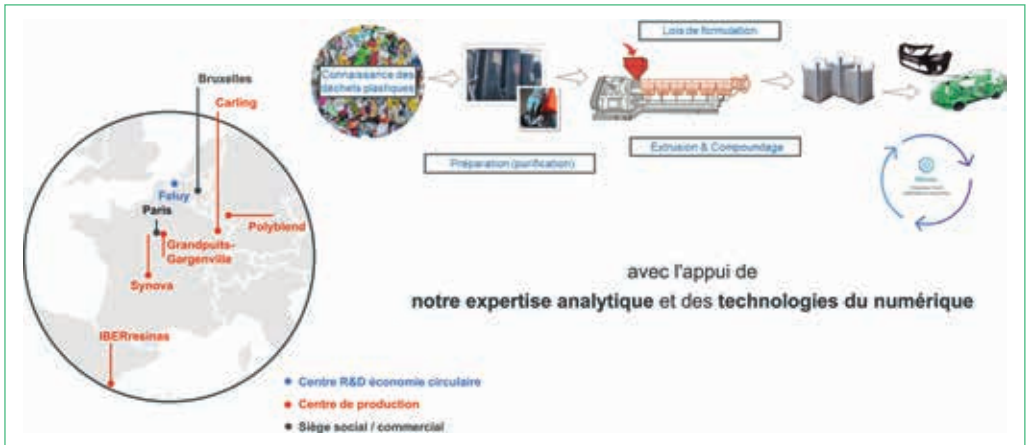 Bruxelles
Carling
Feluy
Paris
Polyblend
Grandpuits-
Gargenville
Synova
IBERresinas
Centre R&D économie circulaire
Centre de production
Siège social / commercial
Connaissance des
déchets plastiques
Préparation (purification)
Lois de formulation
Extrusion & Compoundage
avec l'appui de
notre expertise analytique et des technologies du numérique